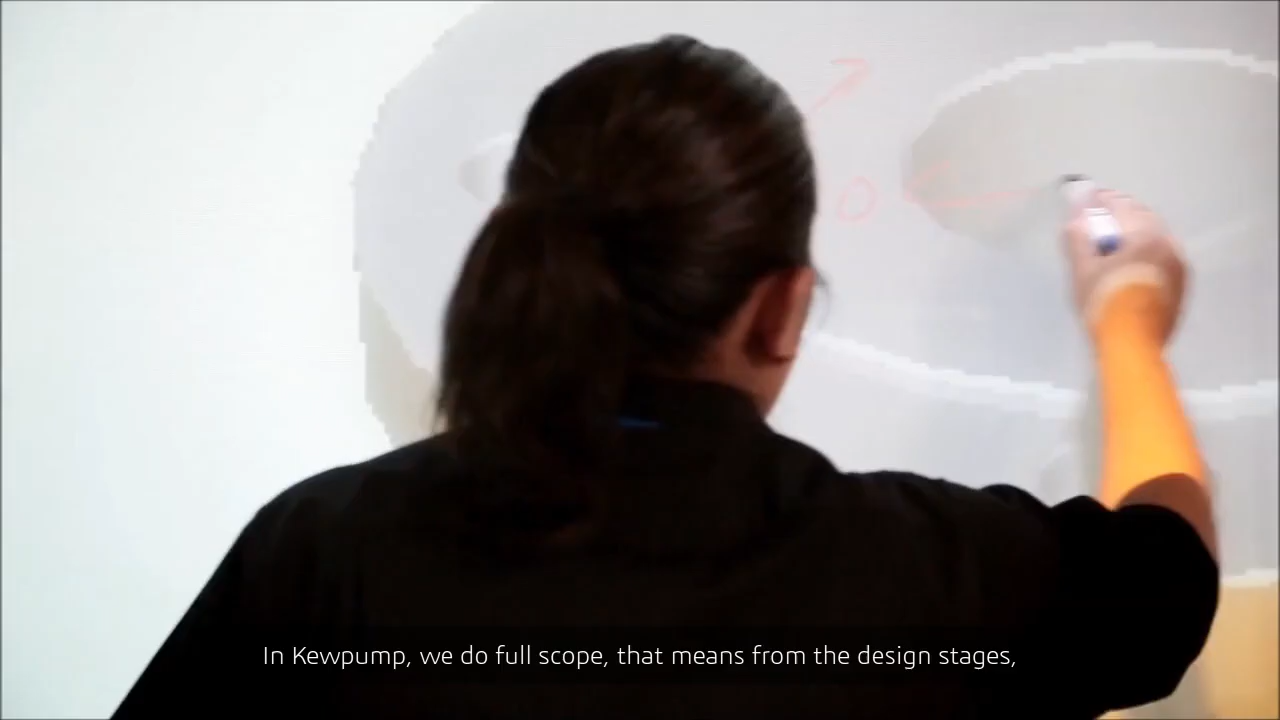 In Kewpump, we do full scope, that means from the design stages,